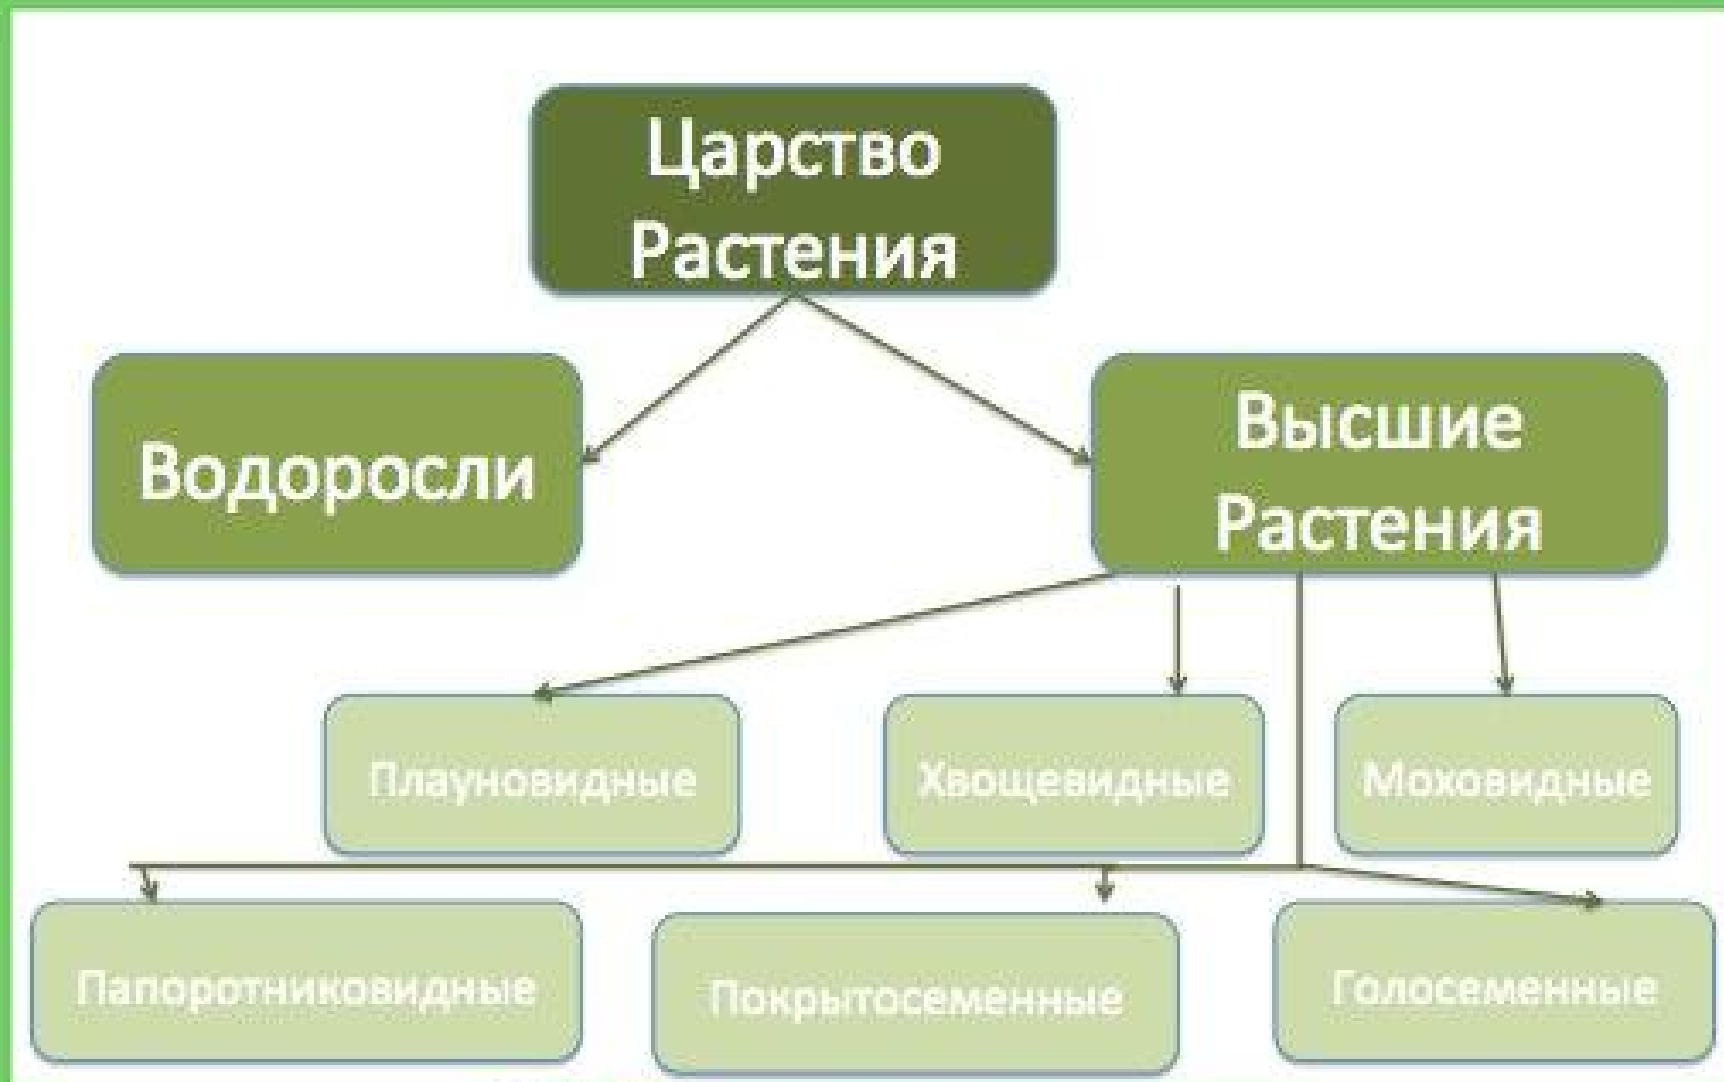 Царство
Растения
Водоросли
Высшие
Растения
Плауновидные
Хвощевидные
Моховидные
Папоротниковидные
Покрытосеменные
Голосеменные